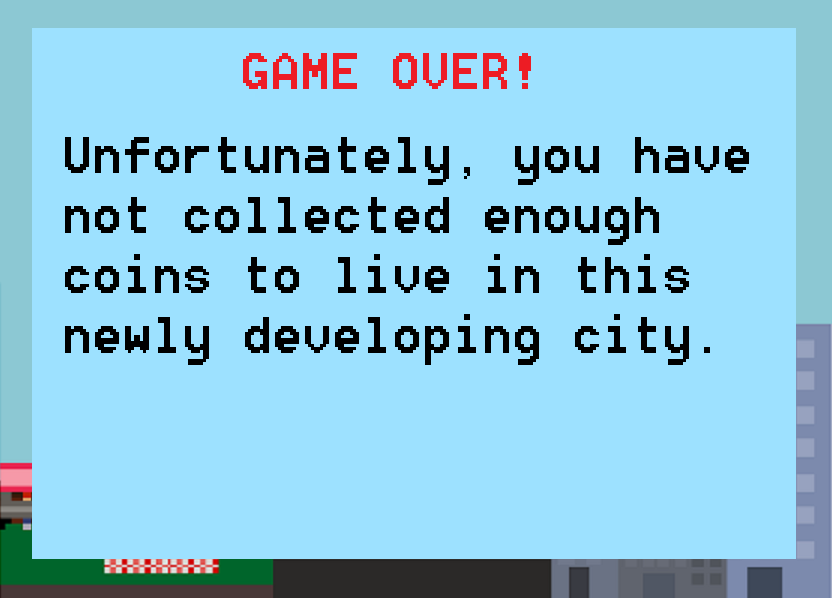 GAME OVER!
Unfortunately, you have
not collected enough
coins to live in this
newly developing city.